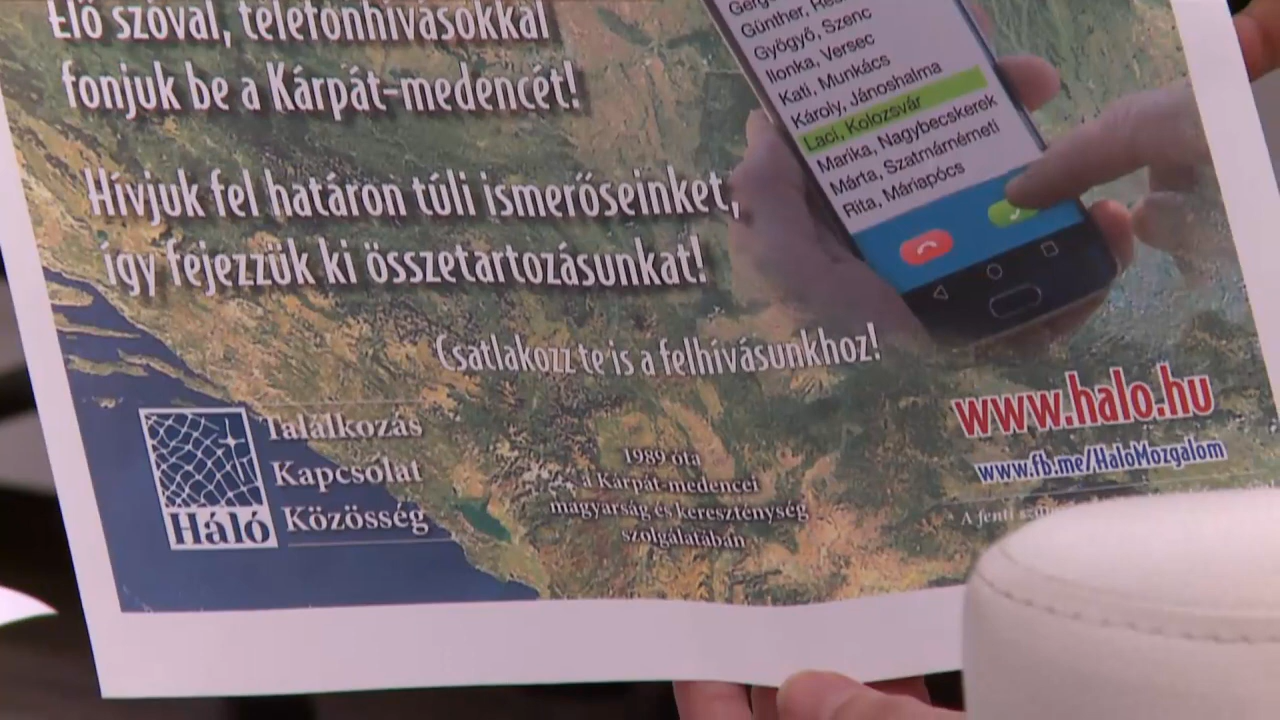 Élő szóval, telefonhívásokkal
fonjuk be a Kárpát-medencét!
Hívjuk fel határon túli ismerőseinket,
így fejezzük ki összetartozásunkat!
Csatlakozz te is a felhívásunkhoz!
Günther,
Gyögyő, Szenc
Ilonka, Versec
Kati, Munkács
Károly, Jánoshalma
Laci, Kolozsvár
Marika, Nagybecskerek
Márta, Szatmárnémeti
Rita, Máriapócs
Háló
Találkozás
Kapcsolat
Közösség
1989 óta
a Kárpát-medencei
magyarság és kereszténység
szolgálatában
www.halo.hu
www.fb.me/HaloMozgalom
* A fenti